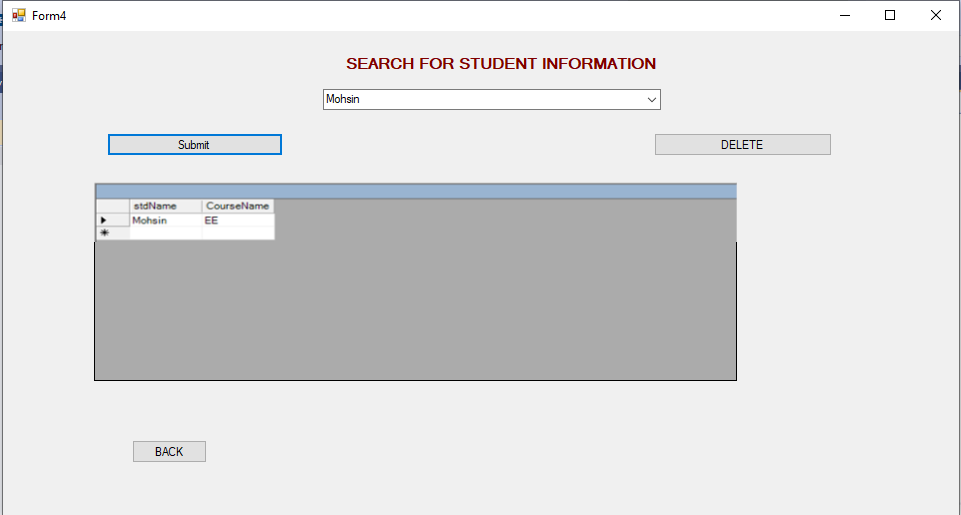 Form4
SEARCH FOR STUDENT INFORMATION
Mohsin
Submit DELETE
stdName CourseName
Mohsin EE
BACK